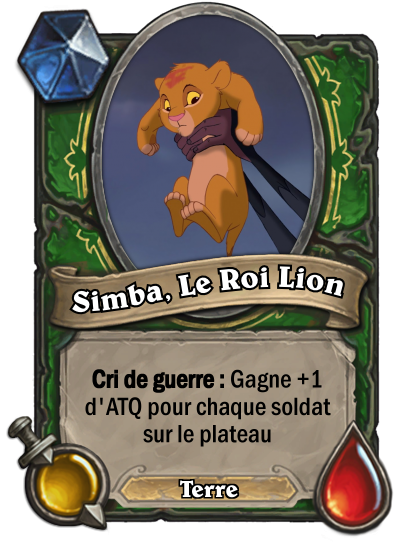 Simba, Le Roi Lion
Cri de guerre : Gagne +1
d'ATQ pour chaque soldat
sur le plateau
Terre